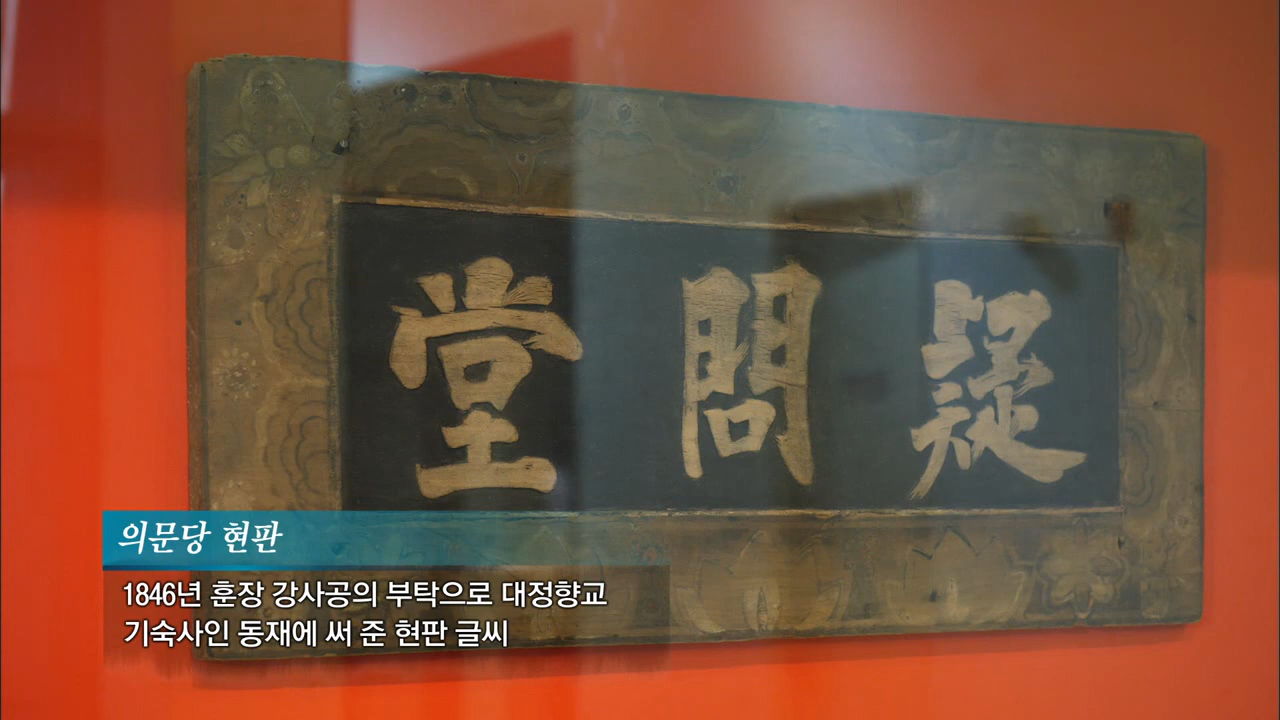 疑問堂
의문당 현판
1846년 훈장 강사공의 부탁으로 대정향교
기숙사인 동재에 써 준 현판 글씨